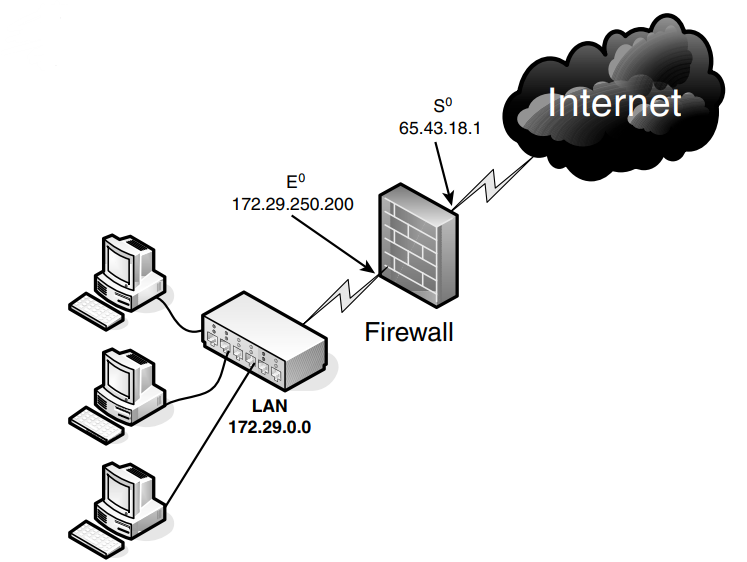 Internet
S⁰
65.43.18.1
E⁰
172.29.250.200
Firewall
LAN
172.29.0.0